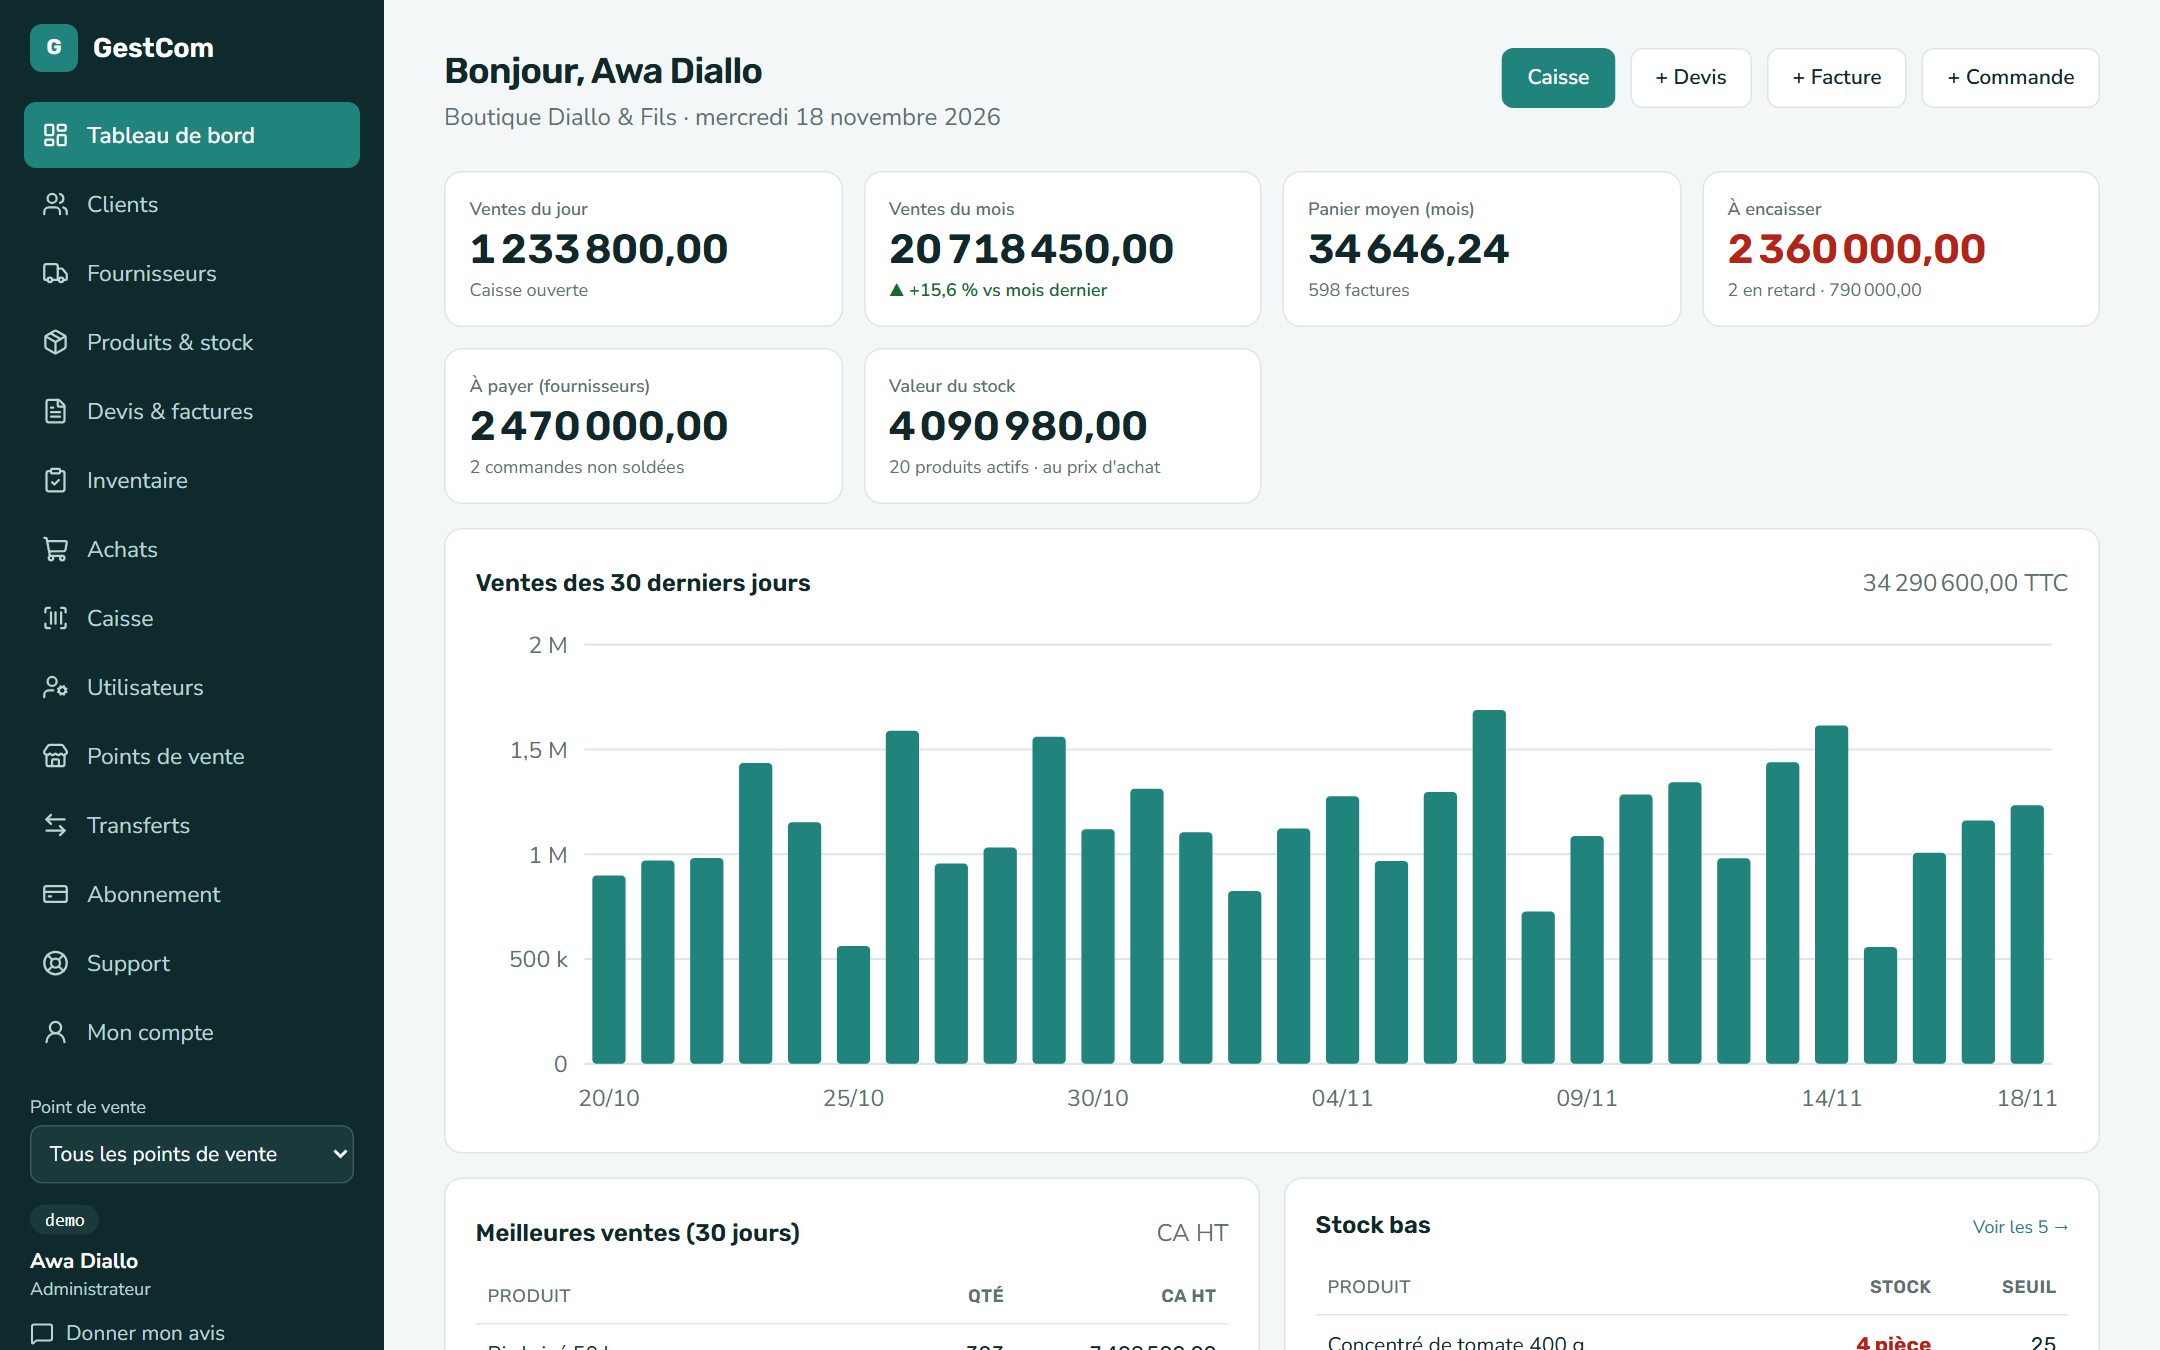 G GestCom
Tableau de bord
Clients
Fournisseurs
Produits & stock
Devis & factures
Inventaire
Achats
Caisse
Utilisateurs
Points de vente
Transferts
Abonnement
Support
Mon compte
Point de vente
Tous les points de vente
demo
Awa Diallo
Administrateur
Donner mon avis
Bonjour, Awa Diallo
Boutique Diallo & Fils · mercredi 18 novembre 2026
Caisse
+ Devis
+ Facture
+ Commande
Ventes du jour
1 233 800,00
Caisse ouverte
Ventes du mois
20 718 450,00
▲ +15,6 % vs mois dernier
Panier moyen (mois)
34 646,24
598 factures
À encaisser
2 360 000,00
2 en retard · 790 000,00
À payer (fournisseurs)
2 470 000,00
2 commandes non soldées
Valeur du stock
4 090 980,00
20 produits actifs · au prix d'achat
Ventes des 30 derniers jours
34 290 600,00 TTC
2 M
1,5 M
1 M
500 k
0
20/10 25/10 30/10 04/11 09/11 14/11 18/11
Meilleures ventes (30 jours)
CA HT
PRODUIT QTÉ CA HT
Stock bas
Voir les 5 →
PRODUIT STOCK SEUIL
Concentré de tomate 400 g 4 pièce 25